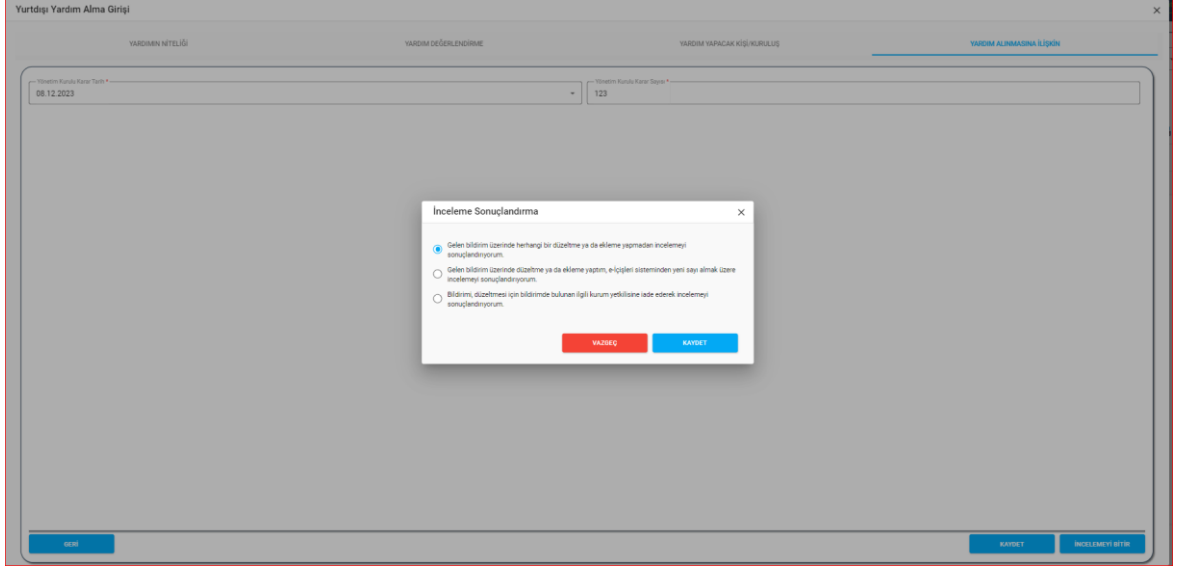 Yurtdışı Yardım Alma Girişi
YARDIMIN NİTELİĞİ
YARDIM DEĞERLENDİRME
YARDIM YAPACAK KİŞİ/KURULUŞ
YARDIM ALINMASINA İLİŞKİN
Yönetim Kurulu Karar Tarih *
08.12.2023
Yönetim Kurulu Karar Sayısı *
123
İnceleme Sonuçlandırma
Gelen bildirim üzerinde herhangi bir düzeltme ya da ekleme yapmadan incelemeyi
sonuçlandırıyorum.
Gelen bildirim üzerinde düzeltme ya da ekleme yaptım, e-İçişleri sisteminden yeni sayı almak üzere
incelemeyi sonuçlandırıyorum.
Bildirimi, düzeltmesi için bildirimde bulunan ilgili kurum yetkilisine iade ederek incelemeyi
sonuçlandırıyorum.
VAZGEÇ
KAYDET
GERİ
KAYDET
İNCELEMEYİ BİTİR